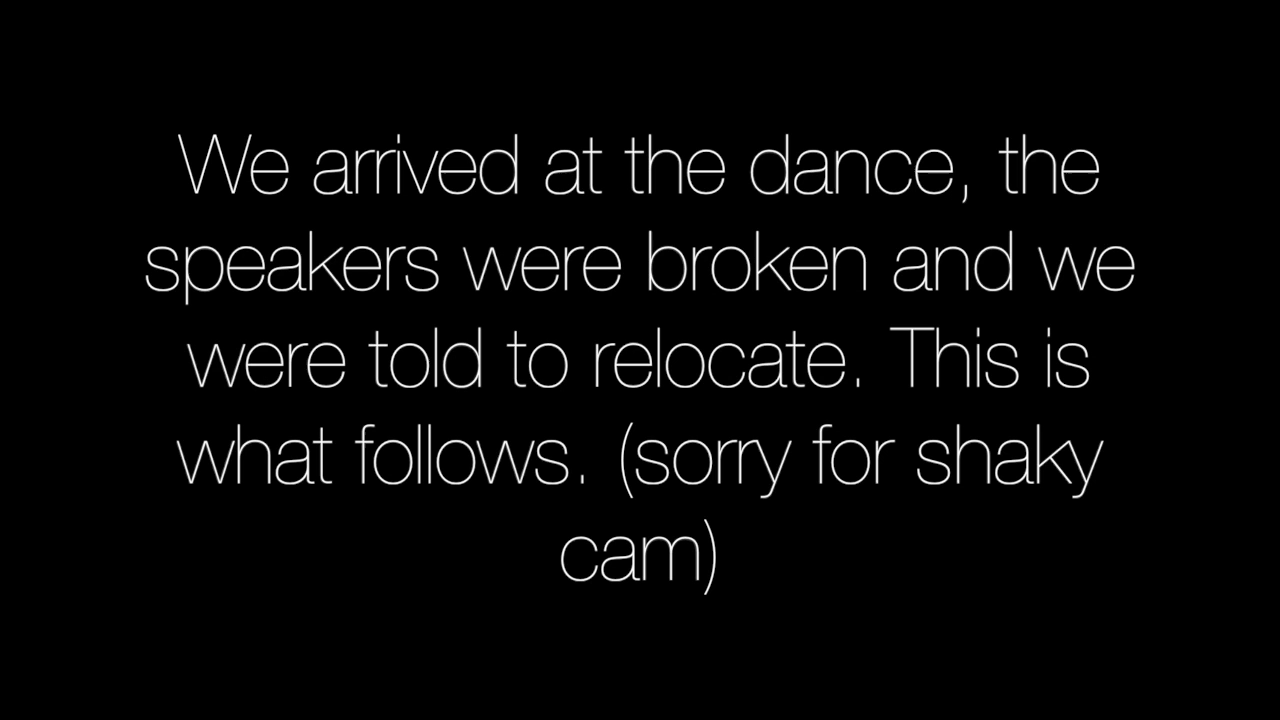 We arrived at the dance, the
speakers were broken and we
were told to relocate. This is
what follows. (sorry for shaky
cam)